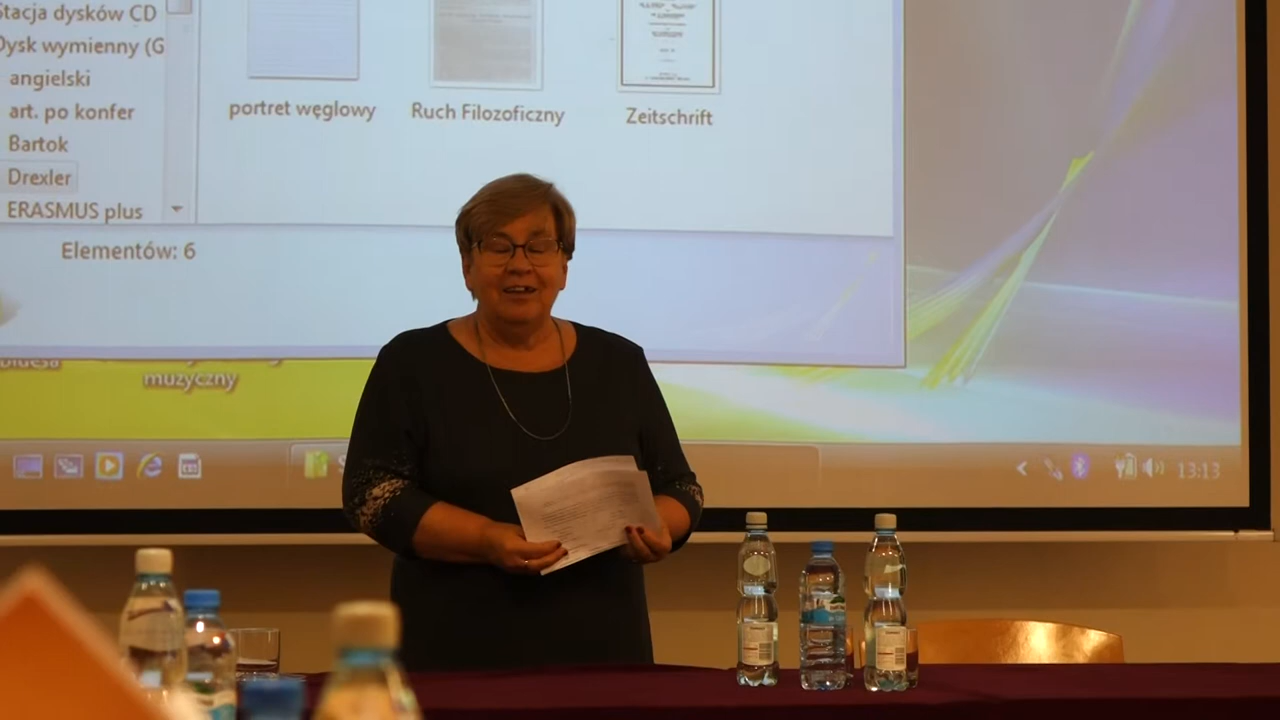 Stacja dysków CD
Dysk wymienny (G
angielski
art. po konfer
Bartok
Drexler
ERASMUS plus
portret węglowy
Ruch Filozoficzny
Zeitschrift
Elementów: 6
muzyczny
13:13